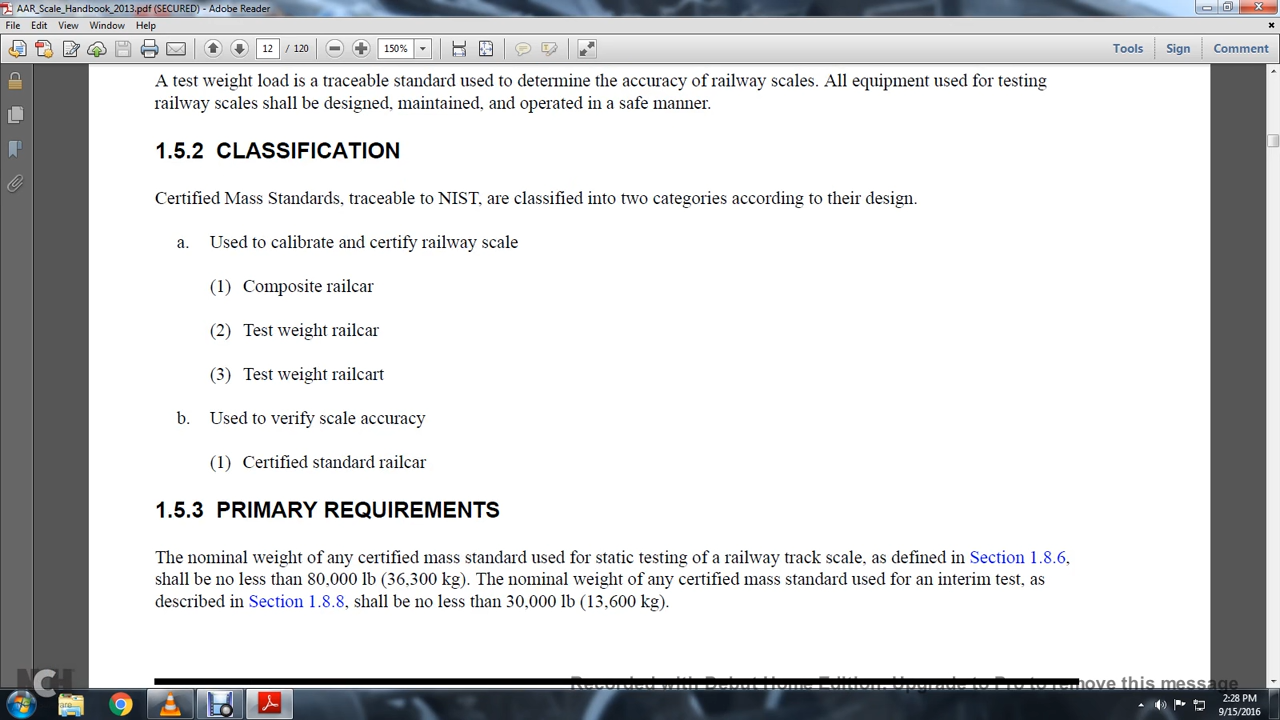 AAR_Scale_Handbook_2013.pdf (SECURED) - Adobe Reader
File Edit View Window Help
12 / 120 150% Tools Sign Comment
A test weight load is a traceable standard used to determine the accuracy of railway scales. All equipment used for testing
railway scales shall be designed, maintained, and operated in a safe manner.
1.5.2 CLASSIFICATION
Certified Mass Standards, traceable to NIST, are classified into two categories according to their design.
a. Used to calibrate and certify railway scale
(1) Composite railcar
(2) Test weight railcar
(3) Test weight railcart
b. Used to verify scale accuracy
(1) Certified standard railcar
1.5.3 PRIMARY REQUIREMENTS
The nominal weight of any certified mass standard used for static testing of a railway track scale, as defined in Section 1.8.6,
shall be no less than 80,000 lb (36,300 kg). The nominal weight of any certified mass standard used for an interim test, as
described in Section 1.8.8, shall be no less than 30,000 lb (13,600 kg).
Recorded with Debut Home Edition. Upgrade to Pro to remove this message
NCH
2:28 PM
9/15/2016